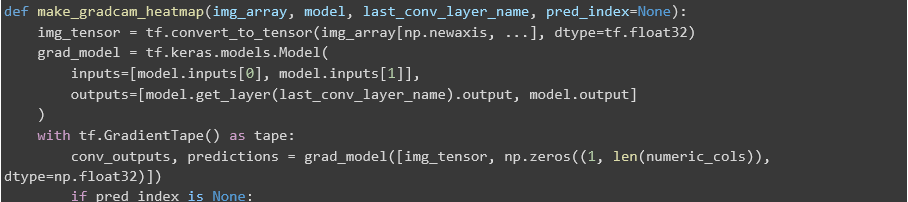 def make_gradcam_heatmap(img_array, model, last_conv_layer_name, pred_index=None):
    img_tensor = tf.convert_to_tensor(img_array[np.newaxis, ...], dtype=tf.float32)
    grad_model = tf.keras.models.Model(
        inputs=[model.inputs[0], model.inputs[1]],
        outputs=[model.get_layer(last_conv_layer_name).output, model.output]
    )
    with tf.GradientTape() as tape:
        conv_outputs, predictions = grad_model([img_tensor, np.zeros((1, len(numeric_cols)),
dtype=np.float32)])
        if pred_index is None: